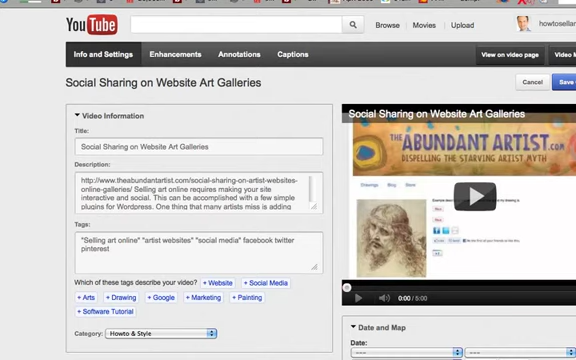 YouTube
Browse Movies Upload
howtosellar
Info and Settings Enhancements Annotations Captions
View on video page Video M
Social Sharing on Website Art Galleries
Cancel Save
Video Information
Title:
Social Sharing on Website Art Galleries
Description:
http://www.theabundantartist.com/social-sharing-on-artist-websites-
online-galleries/ Selling art online requires making your site
interactive and social. This can be accomplished with a few simple
plugins for Wordpress. One thing that many artists miss is adding
Tags:
"Selling art online" "artist websites" "social media" facebook twitter
pinterest
Which of these tags describe your video? + Website + Social Media
+ Arts + Drawing + Google + Marketing + Painting
+ Software Tutorial
Category: Howto & Style
Social Sharing on Website Art Galleries
THE ABUNDANT ARTIST.COM
DISPELLING THE STARVING ARTIST MYTH
Drawings Blog Store
0:00 / 6:00
Date and Map
Date:
--- ---